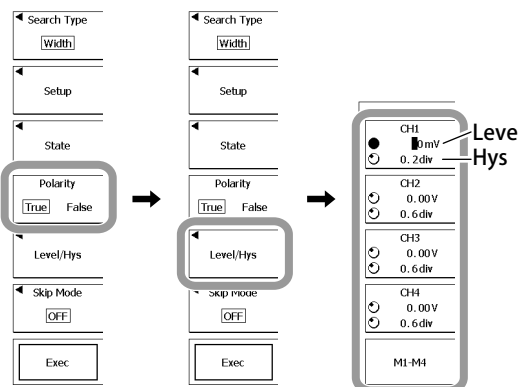 Search Type
Width
Setup
State
Polarity
True False
Level/Hys
Skip Mode
OFF
Exec
Search Type
Width
Setup
State
Polarity
True False
Level/Hys
Skip Mode
OFF
Exec
CH1
0mV
0.2div
Leve
Hys
CH2
0.00V
0.6div
CH3
0.00V
0.6div
CH4
0.00V
0.6div
M1-M4